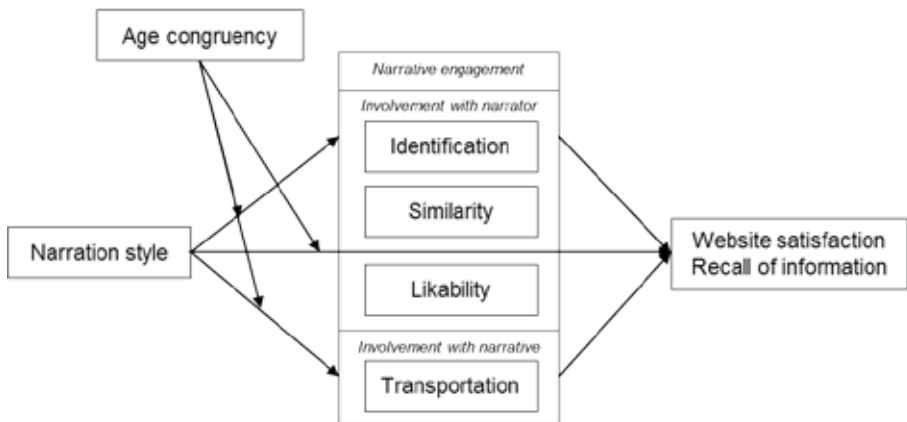 Age congruency
Narrative engagement
Involvement with narrator
Identification
Similarity
Narration style
Website satisfaction
Recall of information
Likability
Involvement with narrative
Transportation